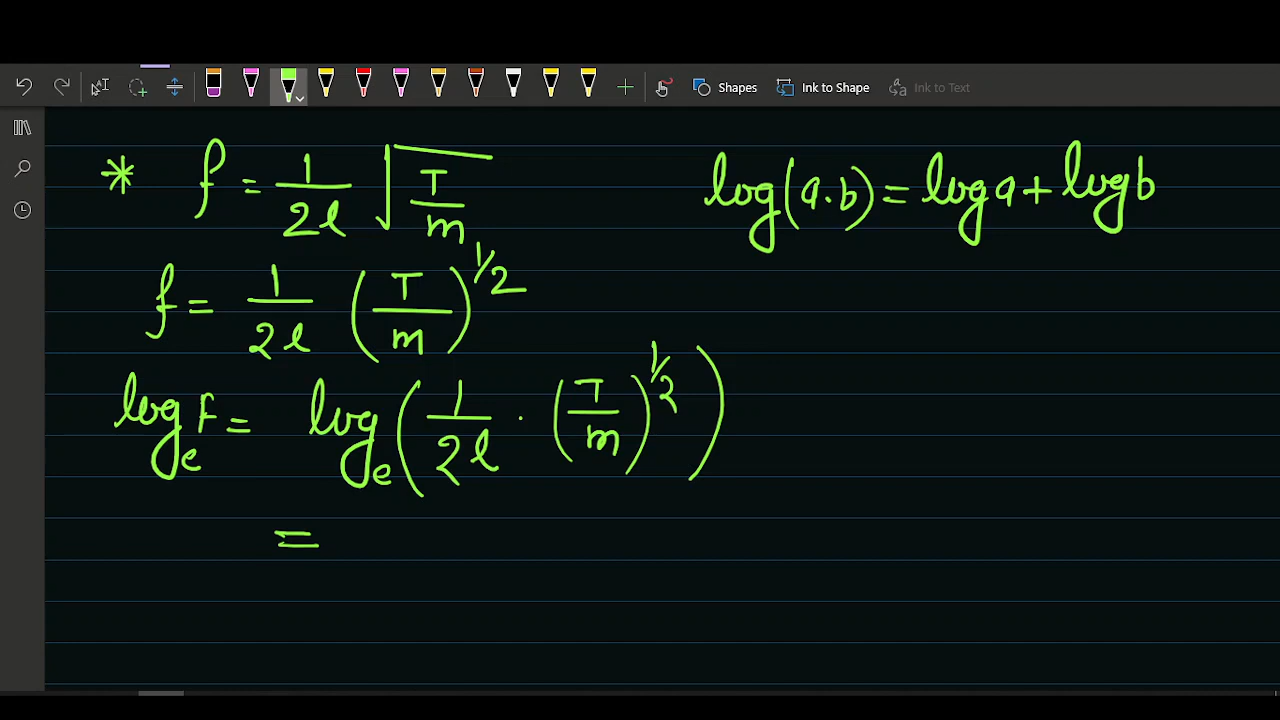 Shapes Ink to Shape Ink to Text
* f = 1/2l √(T/m)
log(a.b) = log a + log b
f = 1/2l (T/m)^1/2
log_e f = log_e (1/2l · (T/m)^1/2)
=